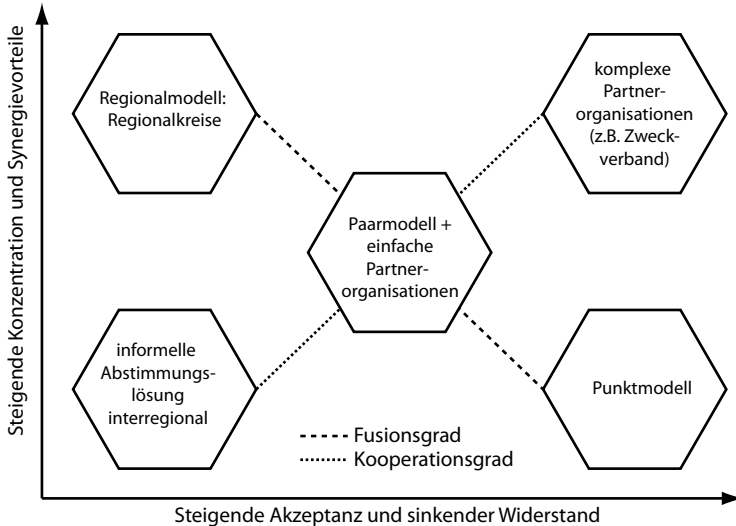 Steigende Konzentration und Synergievorteile
Regionalmodell:
Regionalkreise
komplexe
Partner-
organisationen
(z.B. Zweck-
verband)
Paarmodell +
einfache
Partner-
organisationen
informelle
Abstimmungs-
lösung
interregional
Punktmodell
Fusionsgrad
Kooperationsgrad
Steigende Akzeptanz und sinkender Widerstand